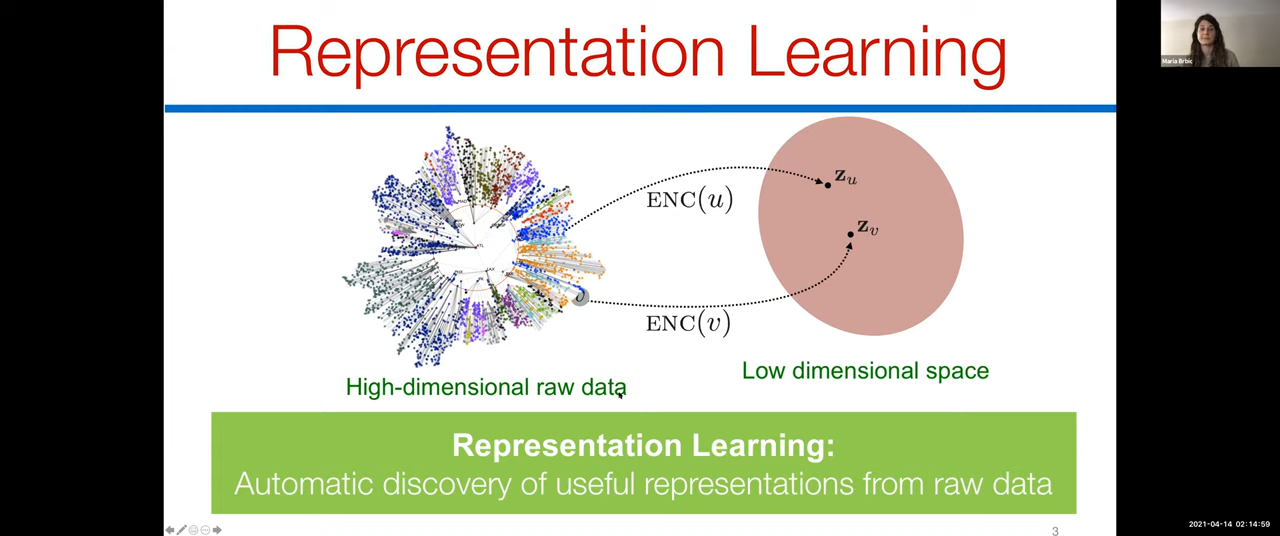 Representation Learning
Maria Brbic
ENC(u)
z_u
z_v
ENC(v)
High-dimensional raw data
Low dimensional space
Representation Learning:
Automatic discovery of useful representations from raw data
3
2021-04-14 02:14:59